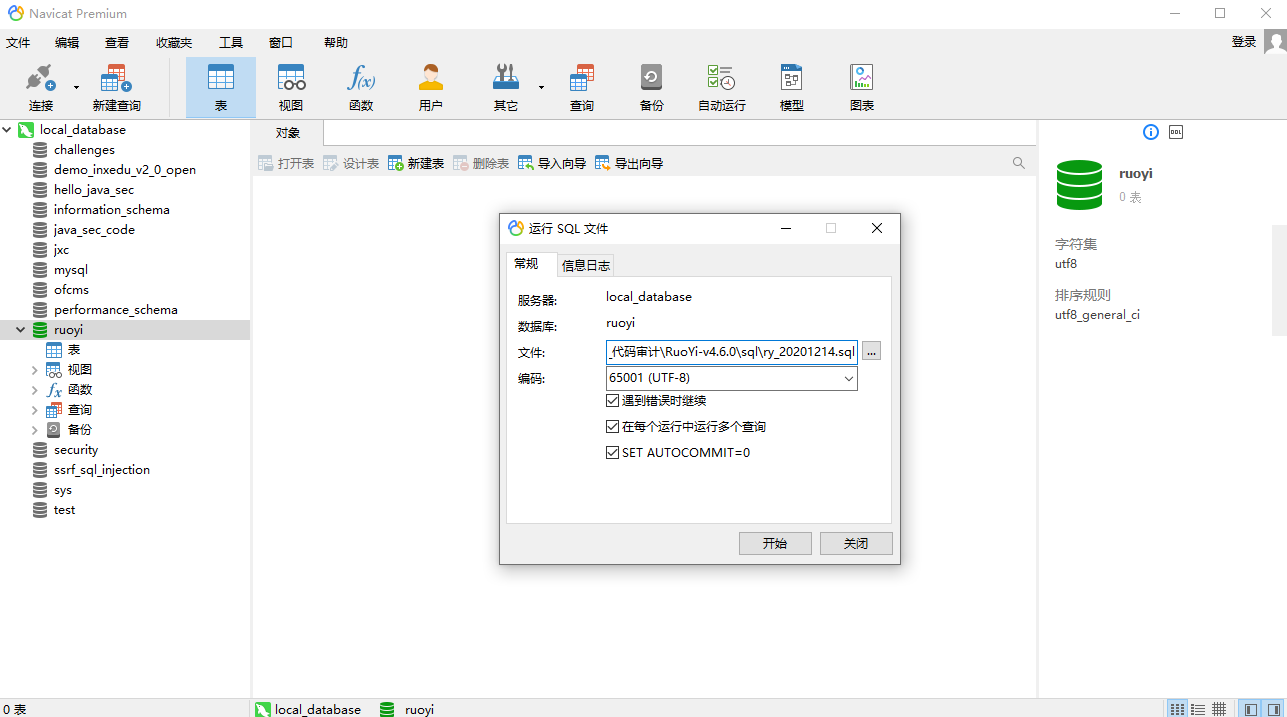 Navicat Premium
文件 编辑 查看 收藏夹 工具 窗口 帮助 登录
连接 新建查询 表 视图 函数 用户 其它 查询 备份 自动运行 模型 图表
local_database
challenges
demo_inxedu_v2_0_open
hello_java_sec
information_schema
java_sec_code
jxc
mysql
ofcms
performance_schema
ruoyi
表
视图
函数
查询
备份
security
ssrf_sql_injection
sys
test
对象
打开表 设计表 新建表 删除表 导入向导 导出向导
运行 SQL 文件
常规 信息日志
服务器: local_database
数据库: ruoyi
文件: _代码审计\RuoYi-v4.6.0\sql\ry_20201214.sql ...
编码: 65001 (UTF-8)
遇到错误时继续
在每个运行中运行多个查询
SET AUTOCOMMIT=0
开始 关闭
DDL
ruoyi
0 表
字符集
utf8
排序规则
utf8_general_ci
0 表 local_database ruoyi